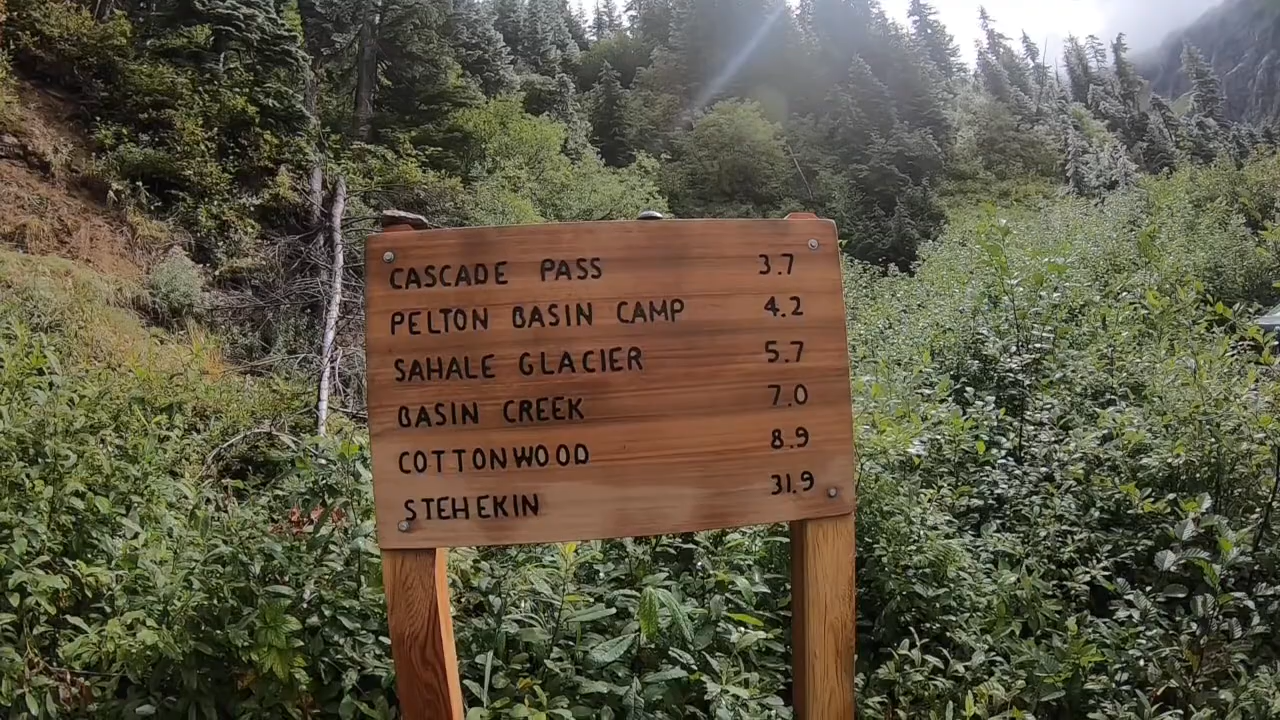 CASCADE PASS 3.7
PELTON BASIN CAMP 4.2
SAHALE GLACIER 5.7
BASIN CREEK 7.0
COTTONWOOD 8.9
STEHEKIN 31.9